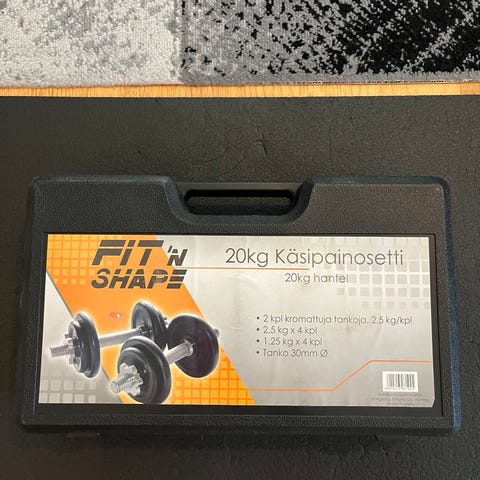 FIT 'N
SHAPE
20kg Käsipainosetti
20kg hantel
• 2 kpl kromattuja tankoja, 2,5 kg/kpl
• 2,5 kg x 4 kpl
• 1,25 kg x 4 kpl
• Tanko 30mm Ø